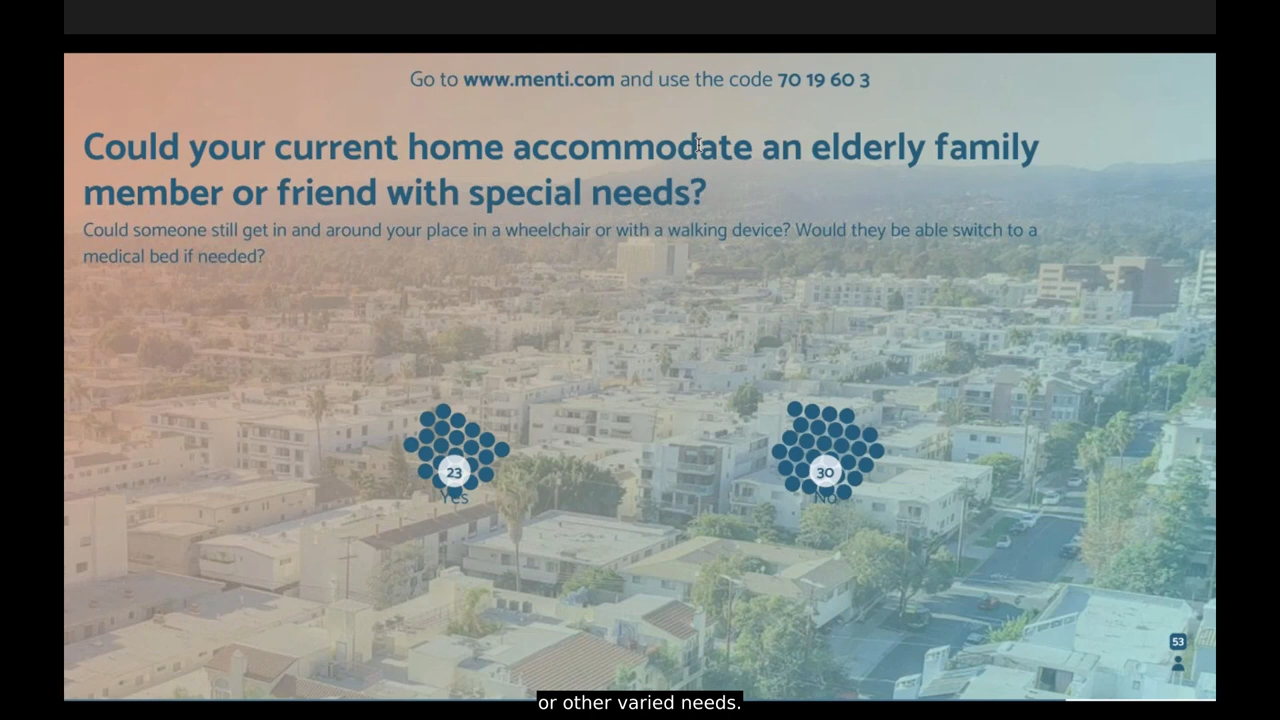 Go to www.menti.com and use the code 70 19 60 3
Could your current home accommodate an elderly family
member or friend with special needs?
Could someone still get in and around your place in a wheelchair or with a walking device? Would they be able switch to a
medical bed if needed?
23
30
Yes
No
53
or other varied needs.